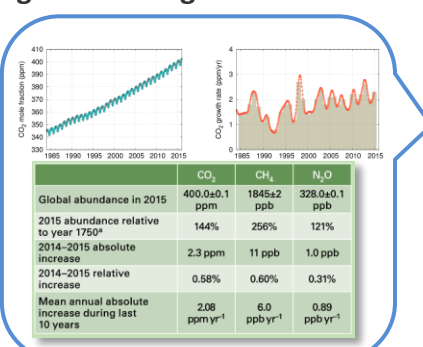 410
400
390
380
370
360
350
340
330
CO2 mole fraction (ppm)
1985 1990 1995 2000 2005 2010 2015
4
3
2
1
0
CO2 growth rate (ppm/yr)
1985 1990 1995 2000 2005 2010 2015
CO2 CH4 N2O
Global abundance in 2015 400.0±0.1 ppm 1845±2 ppb 328.0±0.1 ppb
2015 abundance relative
to year 1750ª 144% 256% 121%
2014–2015 absolute
increase 2.3 ppm 11 ppb 1.0 ppb
2014–2015 relative
increase 0.58% 0.60% 0.31%
Mean annual absolute
increase during last
10 years 2.08 ppm yr⁻¹ 6.0 ppb yr⁻¹ 0.89 ppb yr⁻¹